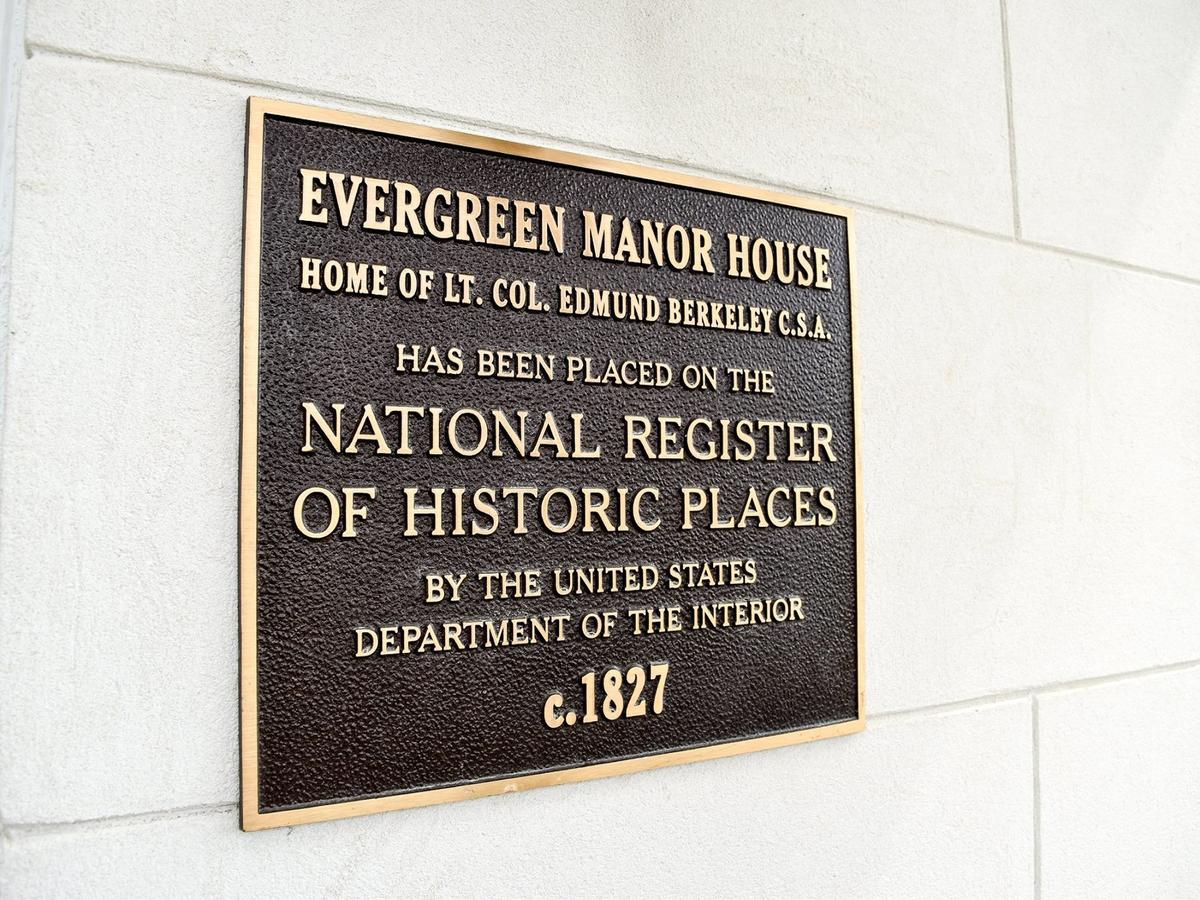 EVERGREEN MANOR HOUSE
HOME OF LT. COL. EDMUND BERKELEY C.S.A.
HAS BEEN PLACED ON THE
NATIONAL REGISTER
OF HISTORIC PLACES
BY THE UNITED STATES
DEPARTMENT OF THE INTERIOR
c.1827